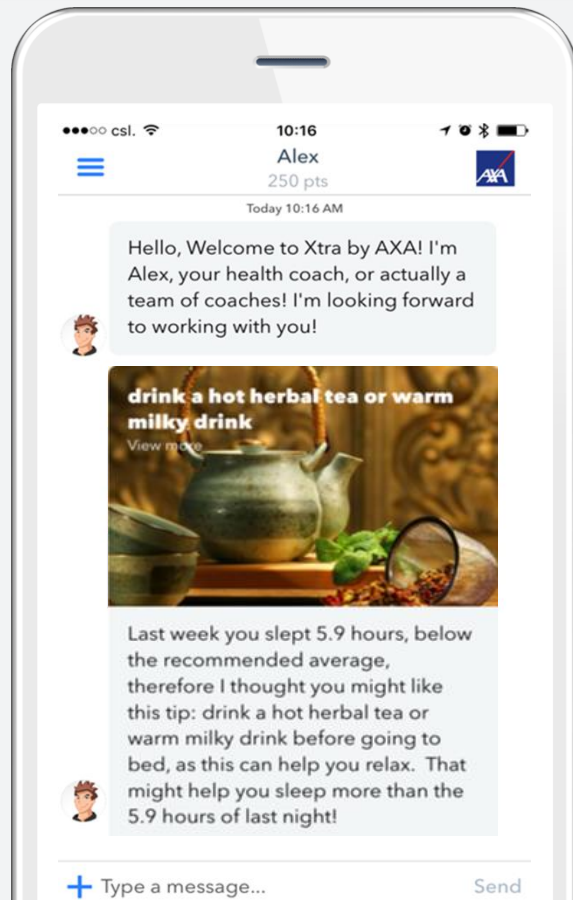 csl. 10:16
Alex
250 pts
AXA
Today 10:16 AM
Hello, Welcome to Xtra by AXA! I'm
Alex, your health coach, or actually a
team of coaches! I'm looking forward
to working with you!
drink a hot herbal tea or warm
milky drink
View more
Last week you slept 5.9 hours, below
the recommended average,
therefore I thought you might like
this tip: drink a hot herbal tea or
warm milky drink before going to
bed, as this can help you relax. That
might help you sleep more than the
5.9 hours of last night!
Type a message... Send